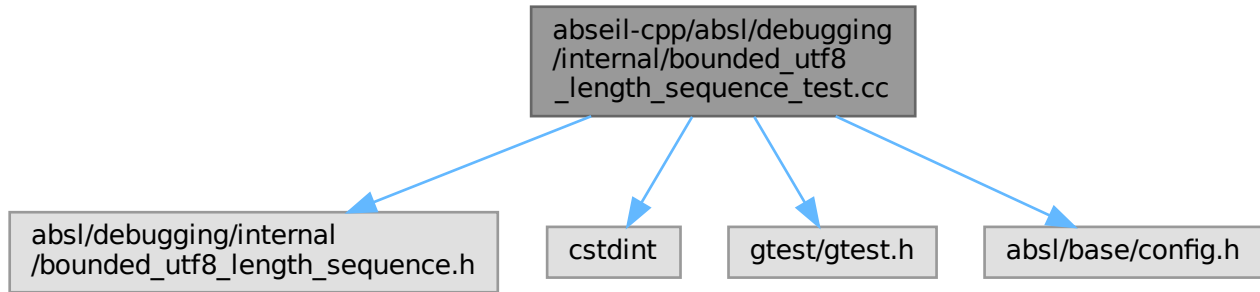 abseil-cpp/absl/debugging
/internal/bounded_utf8
_length_sequence_test.cc
absl/debugging/internal
/bounded_utf8_length_sequence.h
cstdint
gtest/gtest.h
absl/base/config.h